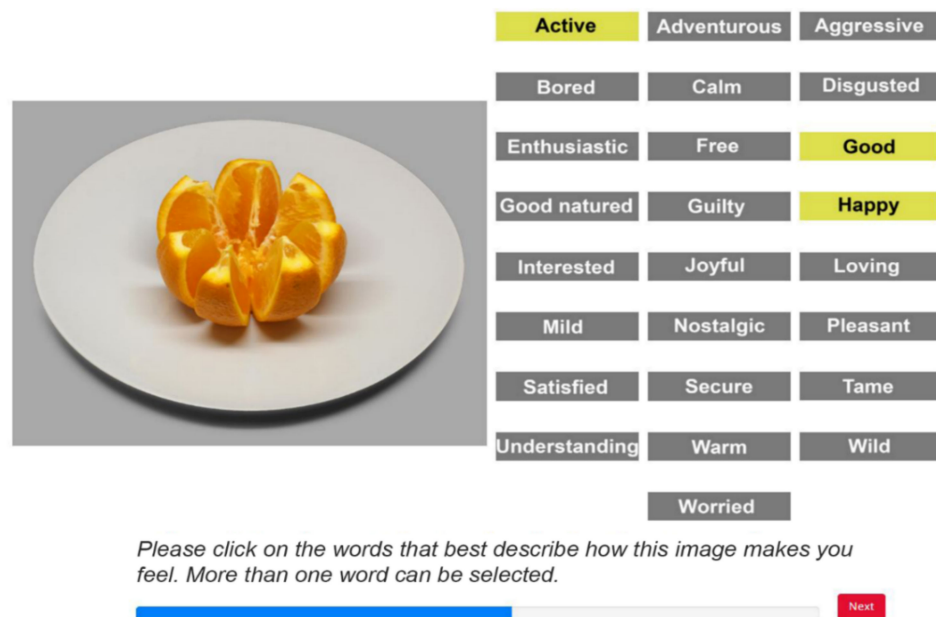 Active Adventurous Aggressive
Bored Calm Disgusted
Enthusiastic Free Good
Good natured Guilty Happy
Interested Joyful Loving
Mild Nostalgic Pleasant
Satisfied Secure Tame
Understanding Warm Wild
Worried
Please click on the words that best describe how this image makes you
feel. More than one word can be selected.
Next